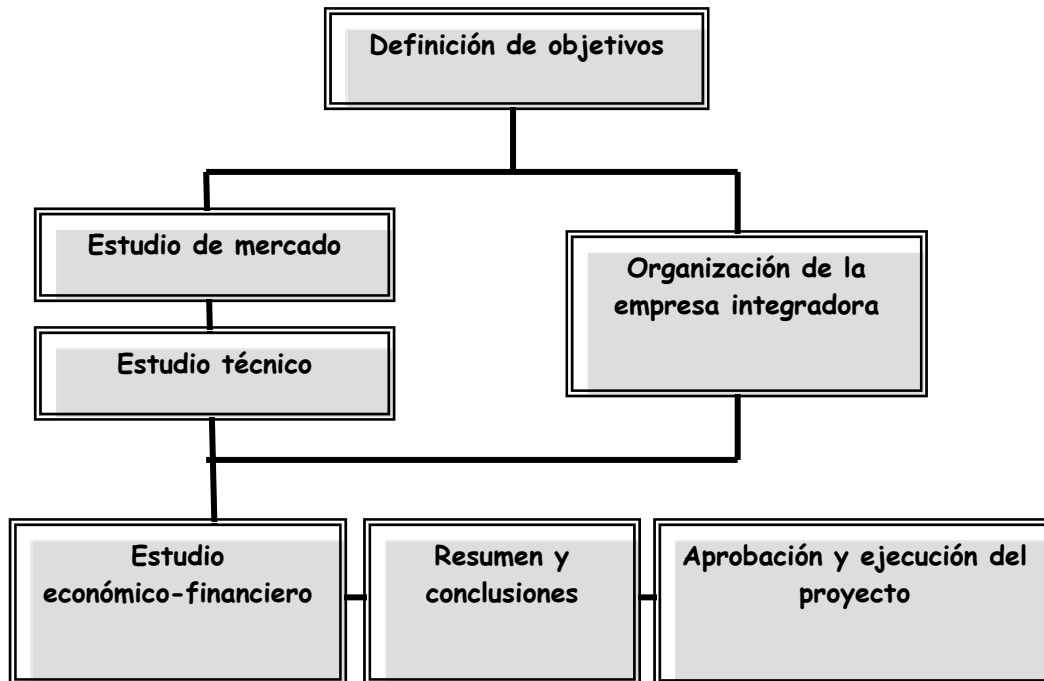 Definición de objetivos
Estudio de mercado
Organización de la
empresa integradora
Estudio técnico
Estudio
económico-financiero
Resumen y
conclusiones
Aprobación y ejecución del
proyecto